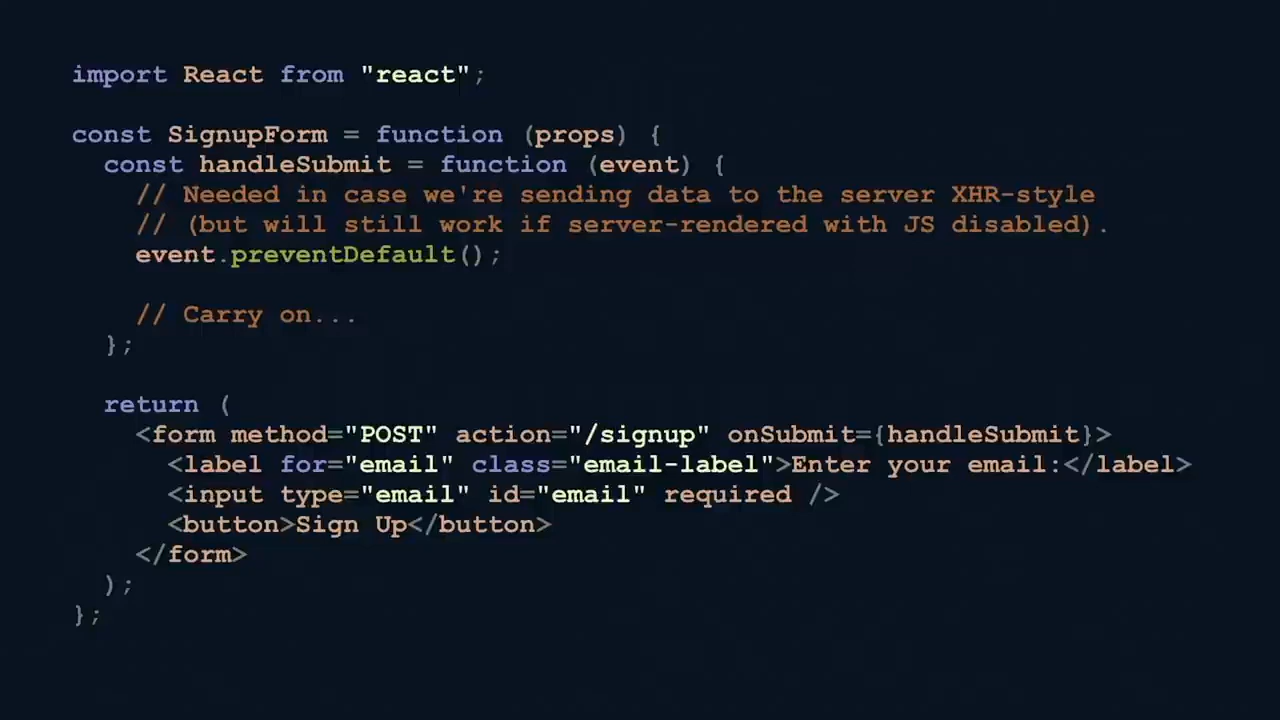 import React from "react";
const SignupForm = function (props) {
const handleSubmit = function (event) {
// Needed in case we're sending data to the server XHR-style
// (but will still work if server-rendered with JS disabled).
event.preventDefault();
// Carry on...
};
return (
<form method="POST" action="/signup" onSubmit={handleSubmit}>
<label for="email" class="email-label">Enter your email:</label>
<input type="email" id="email" required />
<button>Sign Up</button>
</form>
);
};